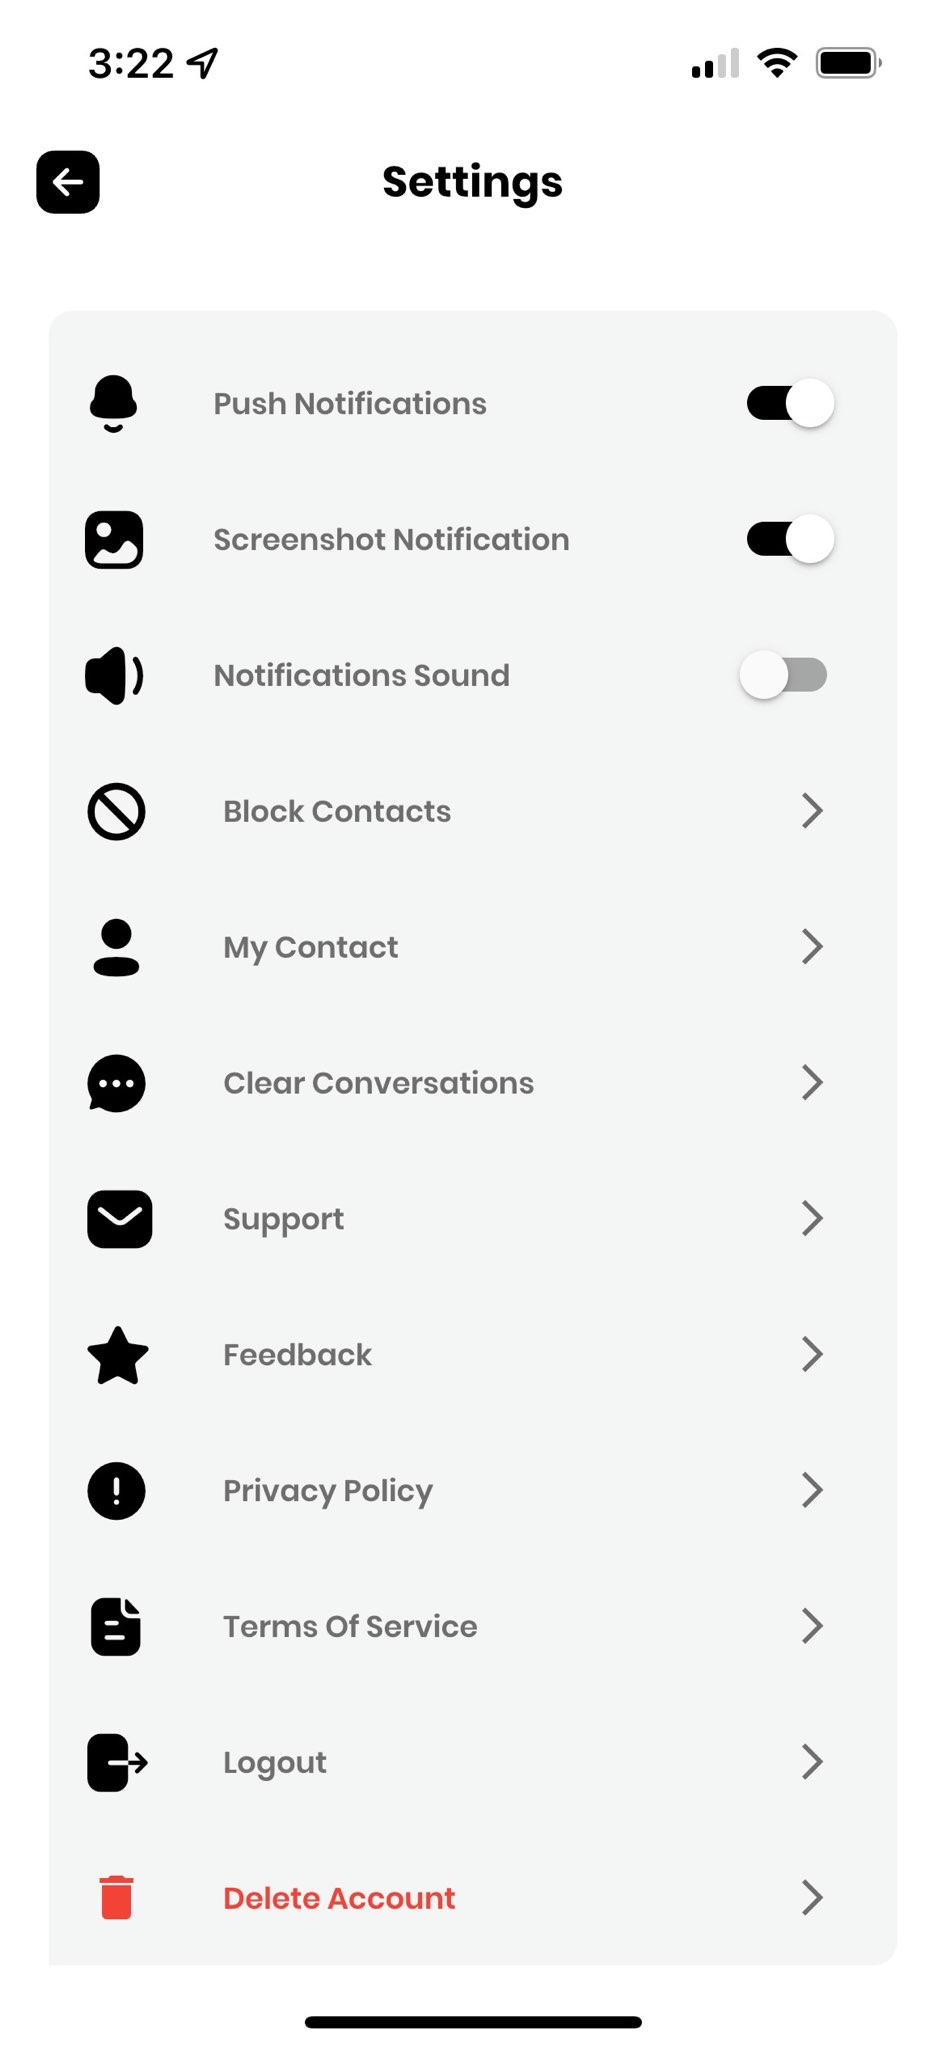 3:22
Settings
Push Notifications
Screenshot Notification
Notifications Sound
Block Contacts
My Contact
Clear Conversations
Support
Feedback
Privacy Policy
Terms Of Service
Logout
Delete Account